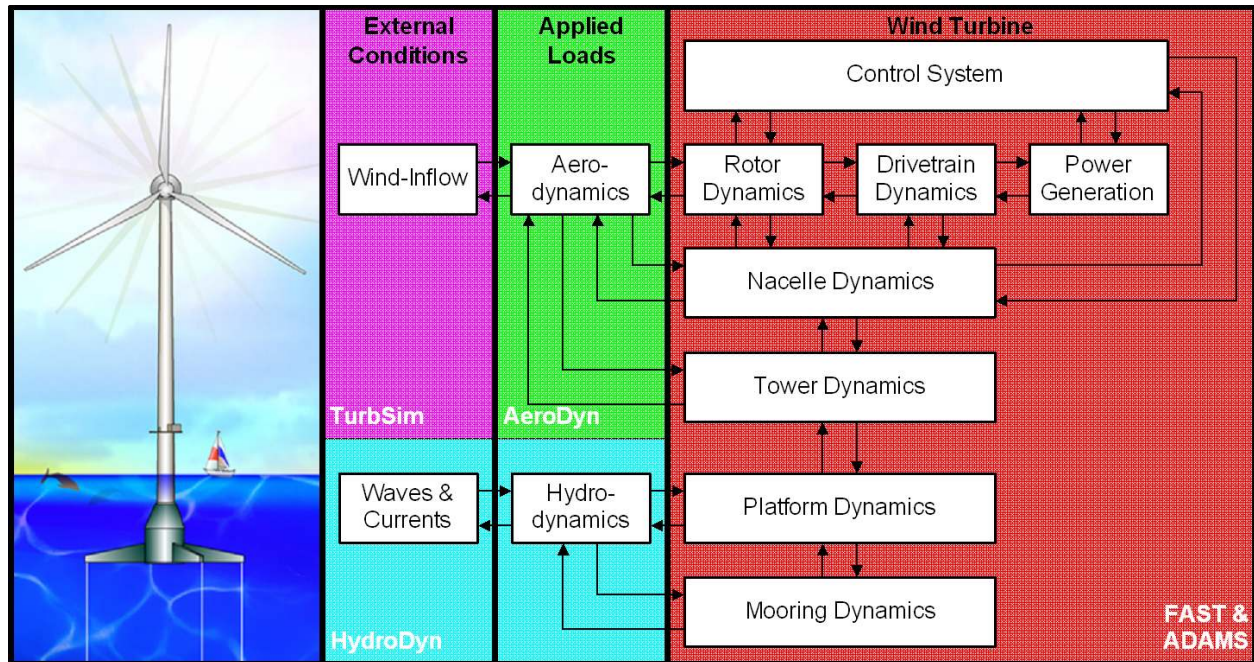 External
Conditions
Applied
Loads
Wind Turbine
Control System
Wind-Inflow
Aero-
dynamics
Rotor
Dynamics
Drivetrain
Dynamics
Power
Generation
Nacelle Dynamics
Tower Dynamics
TurbSim
AeroDyn
Waves &
Currents
Hydro-
dynamics
Platform Dynamics
Mooring Dynamics
HydroDyn
FAST &
ADAMS